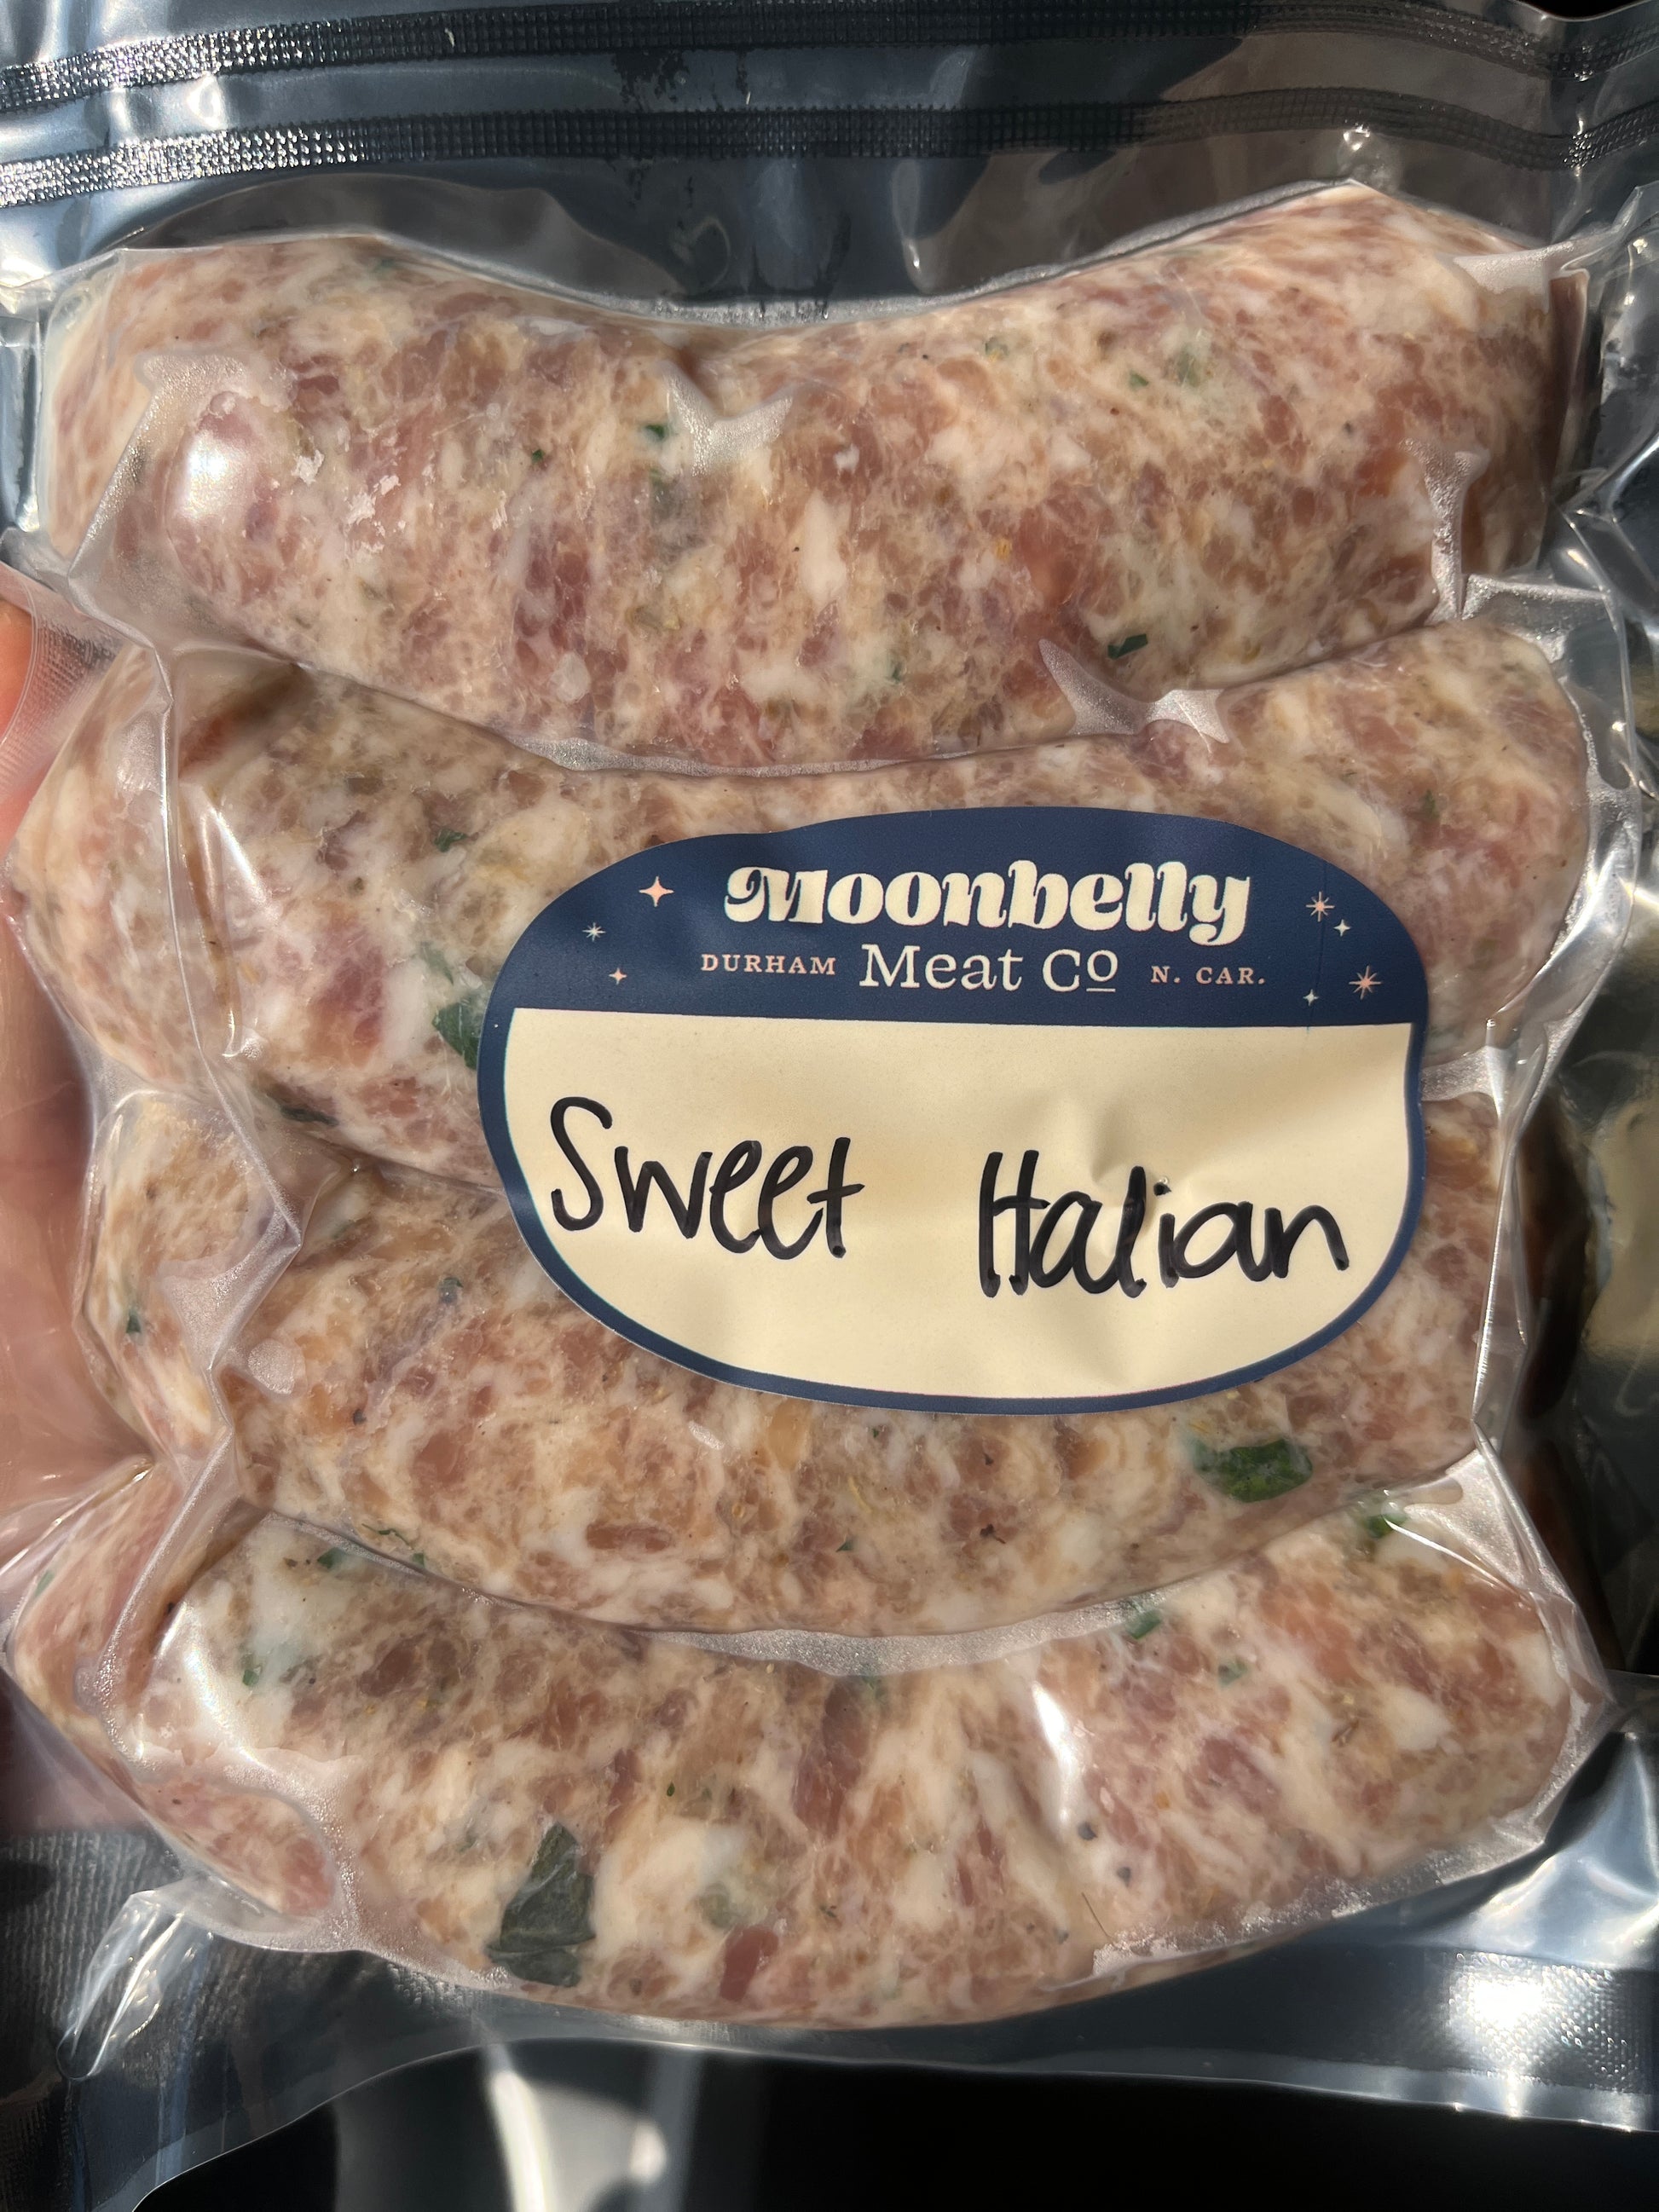 Moonbelly
DURHAM Meat Co N. CAR.
Sweet Italian